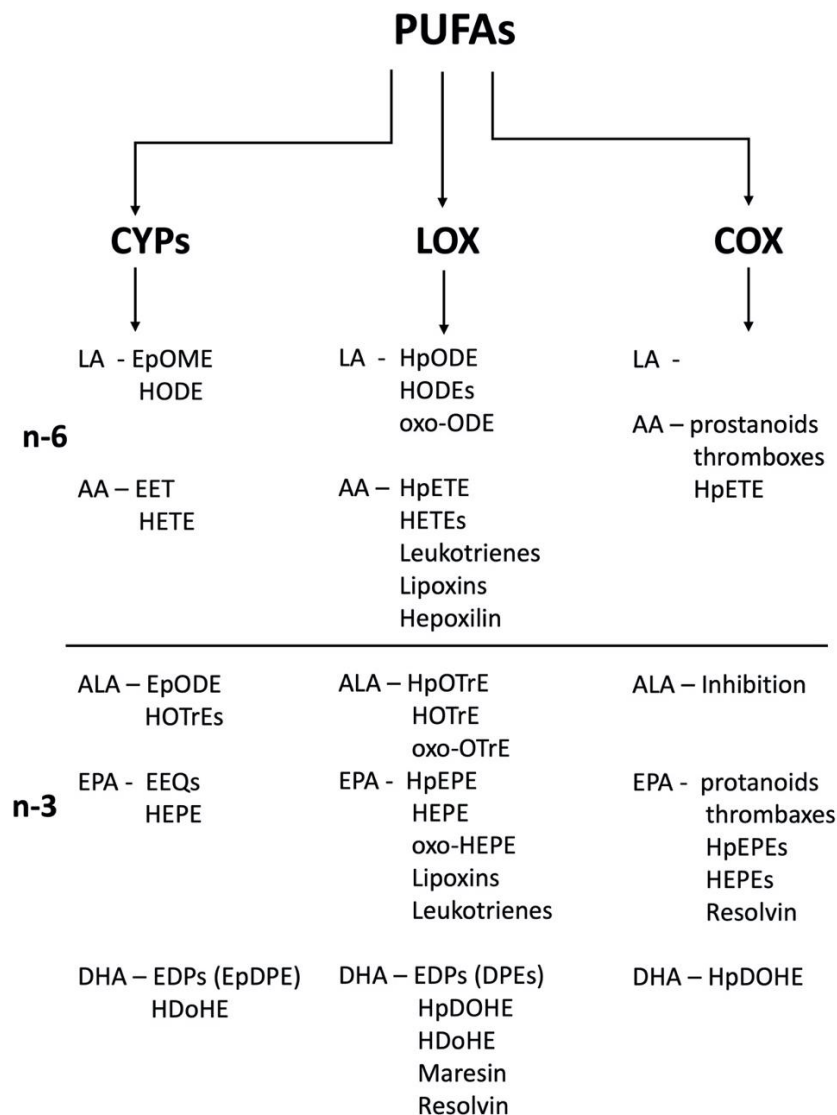 PUFAs
CYPs
LOX
COX
n-6
LA - EpOME
HODE
AA – EET
HETE
LA - HpODE
HODEs
oxo-ODE
AA – HpETE
HETEs
Leukotrienes
Lipoxins
Hepoxilin
LA -
AA – prostanoids
thromboxes
HpETE
n-3
ALA – EpODE
HOTrEs
EPA - EEQs
HEPE
DHA – EDPs (EpDPE)
HDoHE
ALA – HpOTrE
HOTrE
oxo-OTrE
EPA - HpEPE
HEPE
oxo-HEPE
Lipoxins
Leukotrienes
DHA – EDPs (DPEs)
HpDOHE
HDoHE
Maresin
Resolvin
ALA – Inhibition
EPA - protanoids
thrombaxes
HpEPEs
HEPEs
Resolvin
DHA – HpDOHE